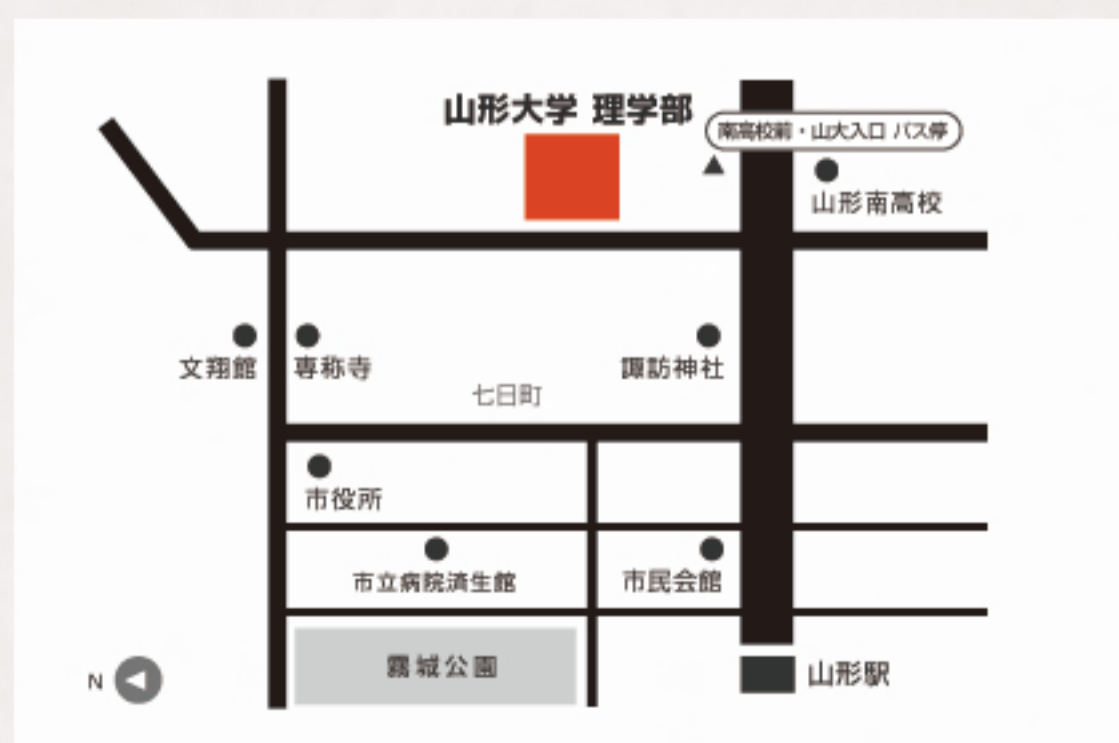 山形大学 理学部
南高校前・山大入口 バス停
山形南高校
文翔館
専称寺
諏訪神社
七日町
市役所
市立病院済生館
市民会館
霧城公園
山形駅
N